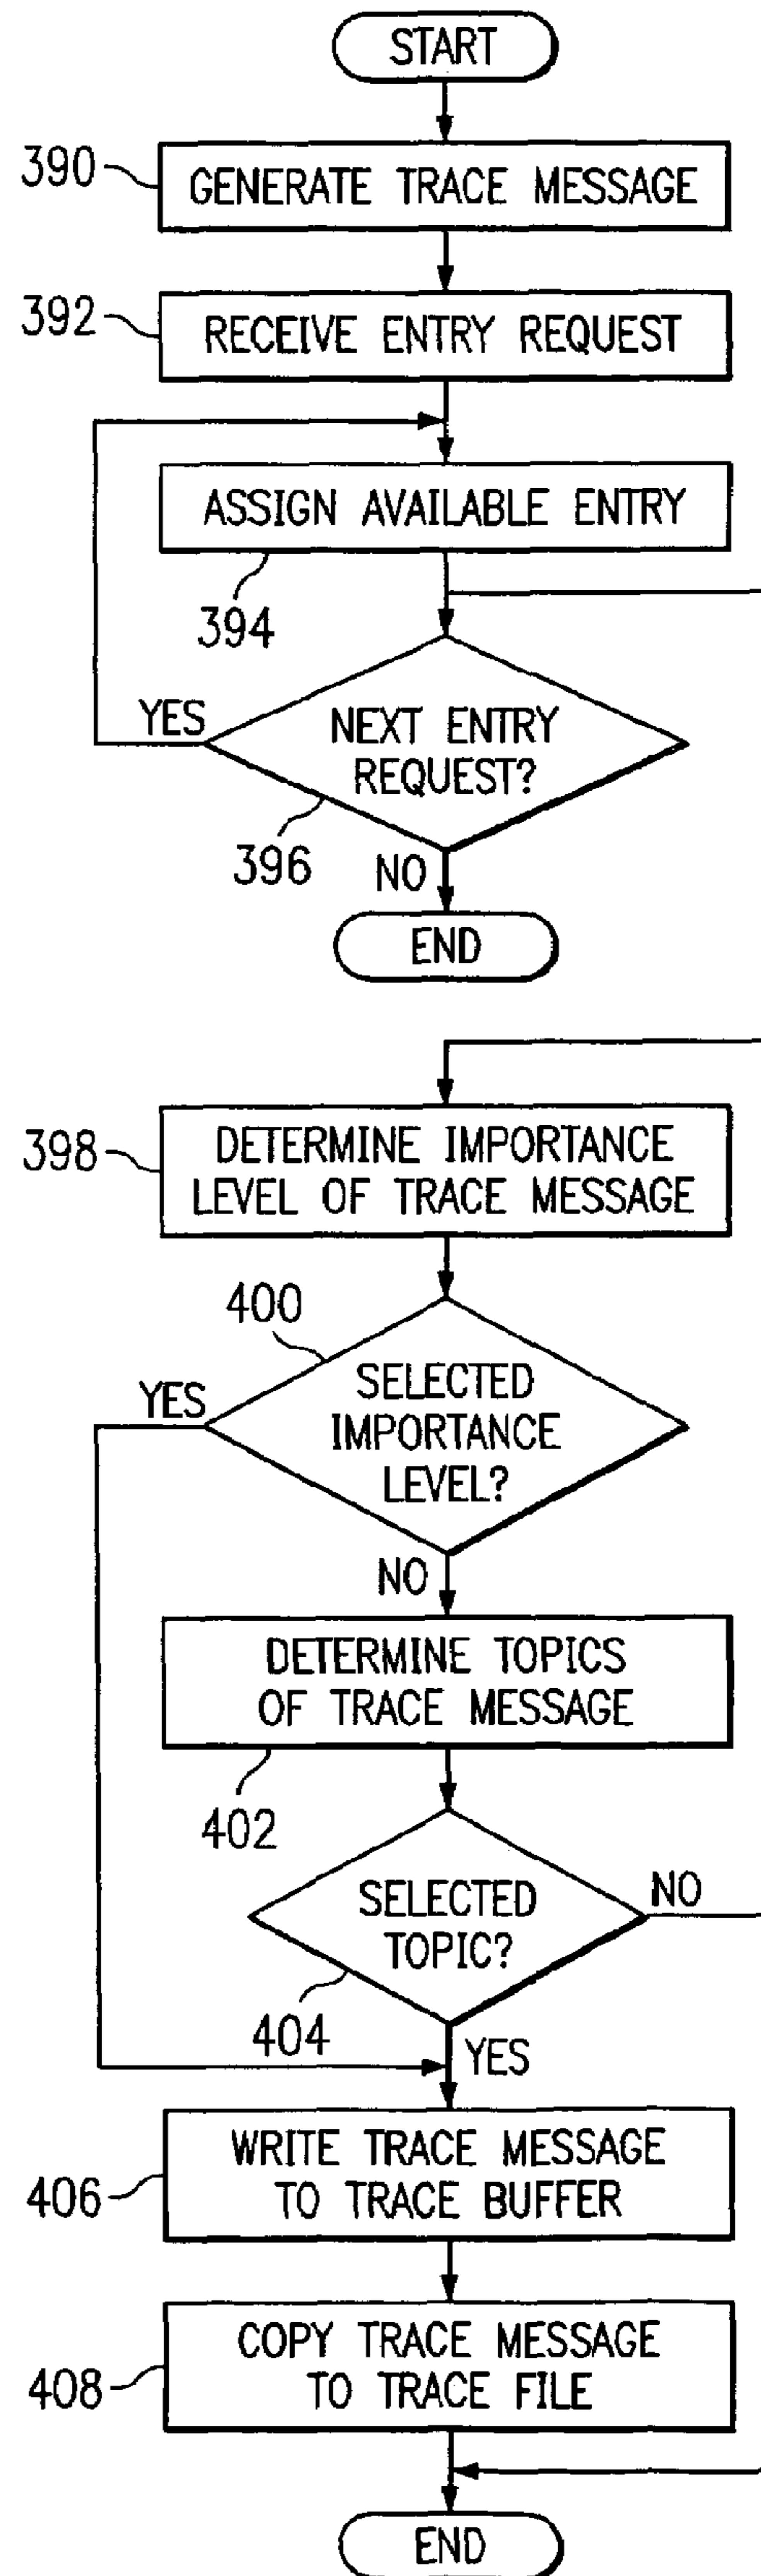 START
390
GENERATE TRACE MESSAGE
392
RECEIVE ENTRY REQUEST
ASSIGN AVAILABLE ENTRY
394
YES
NEXT ENTRY
REQUEST?
396
NO
END
398
DETERMINE IMPORTANCE
LEVEL OF TRACE MESSAGE
400
YES
SELECTED
IMPORTANCE
LEVEL?
NO
DETERMINE TOPICS
OF TRACE MESSAGE
402
SELECTED
TOPIC?
NO
404
YES
406
WRITE TRACE MESSAGE
TO TRACE BUFFER
408
COPY TRACE MESSAGE
TO TRACE FILE
END